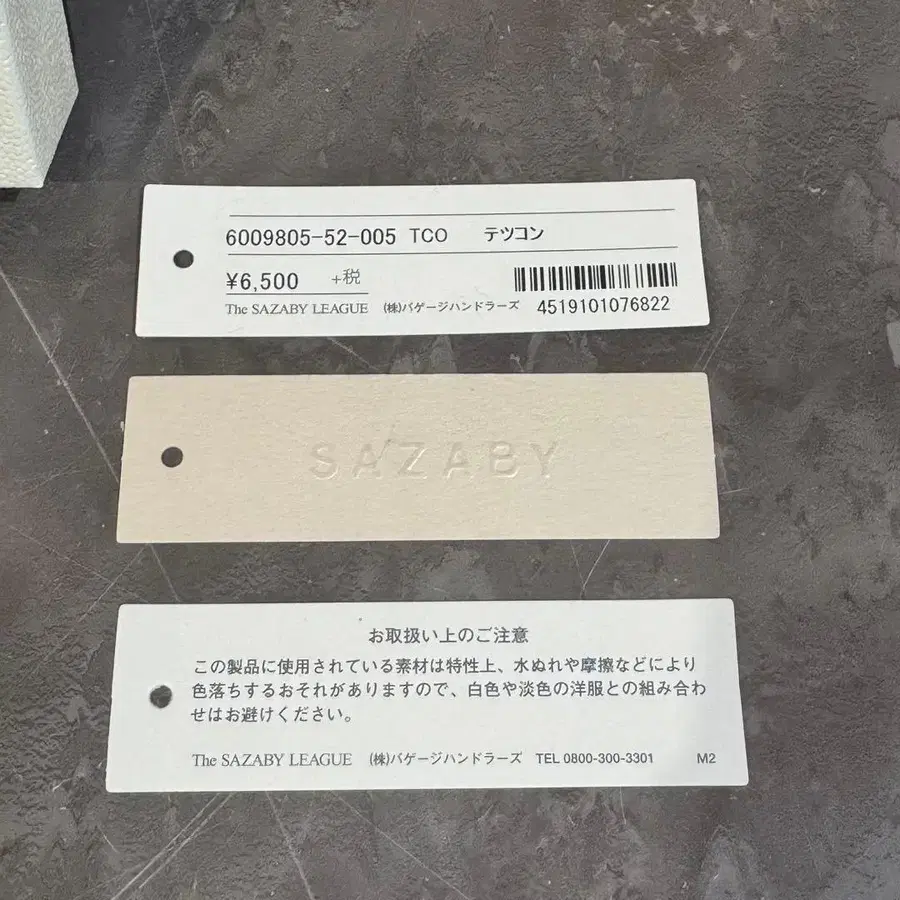 6009805-52-005 TCO テツコン
¥6,500 +税
The SAZABY LEAGUE (株)バゲージハンドラーズ 4519101076822
SAZABY
お取扱い上のご注意
この製品に使用されている素材は特性上、水ぬれや摩擦などにより
色落ちするおそれがありますので、白色や淡色の洋服との組み合わ
せはお避けください。
The SAZABY LEAGUE (株)バゲージハンドラーズ TEL 0800-300-3301 M2